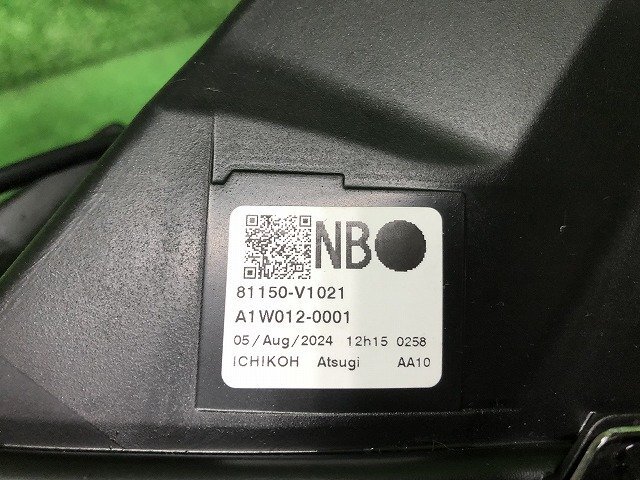 NB●
81150-V1021
A1W012-0001
05/Aug/2024 12h15 0258
ICHIKOH Atsugi AA10